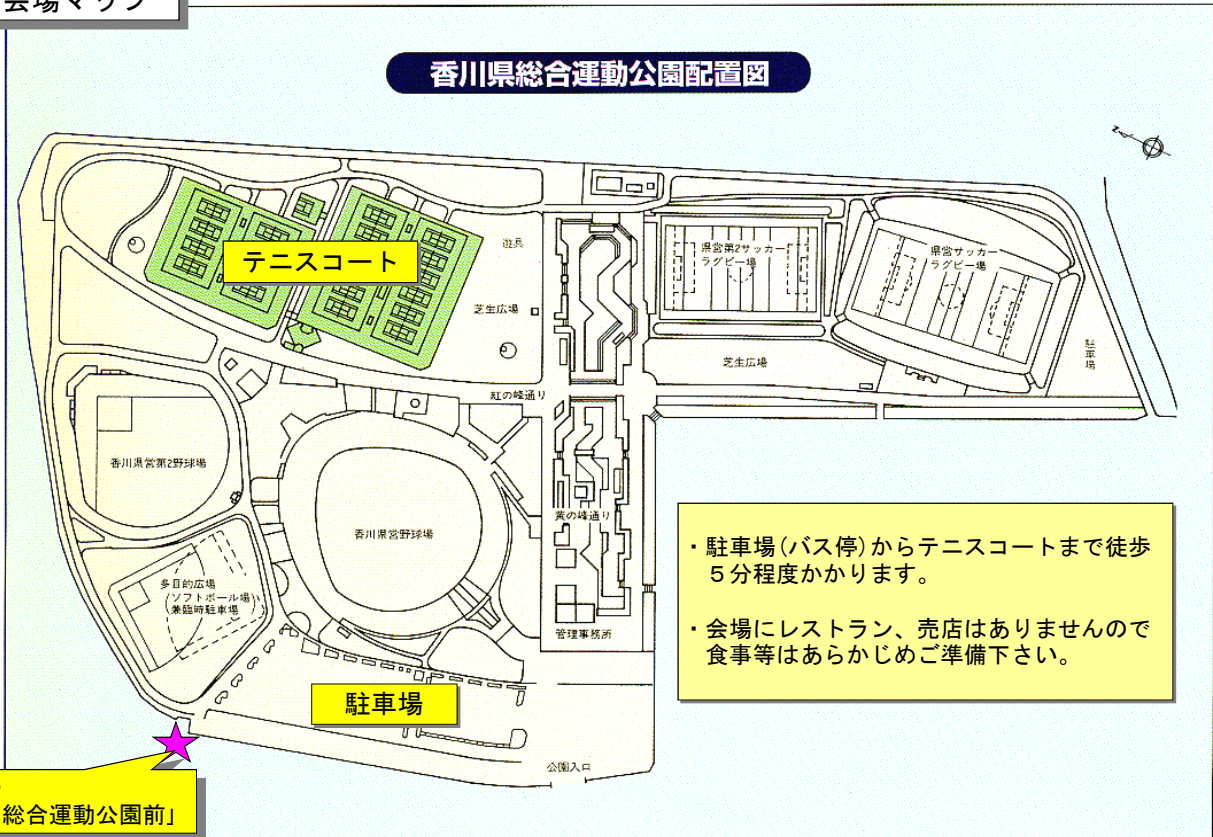 会場マップ
香川県総合運動公園配置図
N
テニスコート
遊具
芝生広場
県営第2サッカー
ラグビー場
県営サッカー
ラグビー場
芝生広場
駐車場
紅の峰通り
香川県営第2野球場
香川県営野球場
黄の峰通り
多目的広場
(ソフトボール場)
兼臨時駐車場
管理事務所
駐車場
公園入口
総合運動公園前」
・駐車場(バス停)からテニスコートまで徒歩
5分程度かかります。
・会場にレストラン、売店はありませんので
食事等はあらかじめご準備下さい。